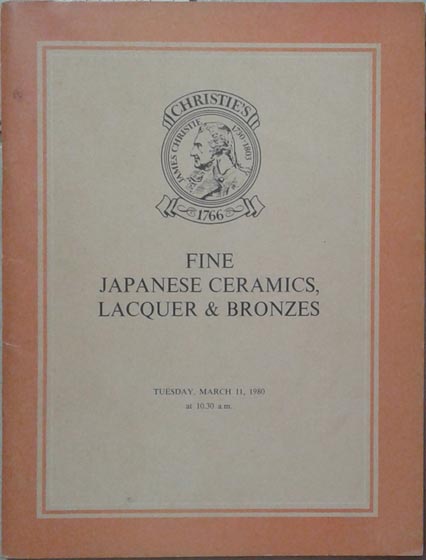 CHRISTIE'S
JAMES CHRISTIE 1730-1803
1766
FINE
JAPANESE CERAMICS,
LACQUER & BRONZES
TUESDAY, MARCH 11, 1980
at 10.30 a.m.